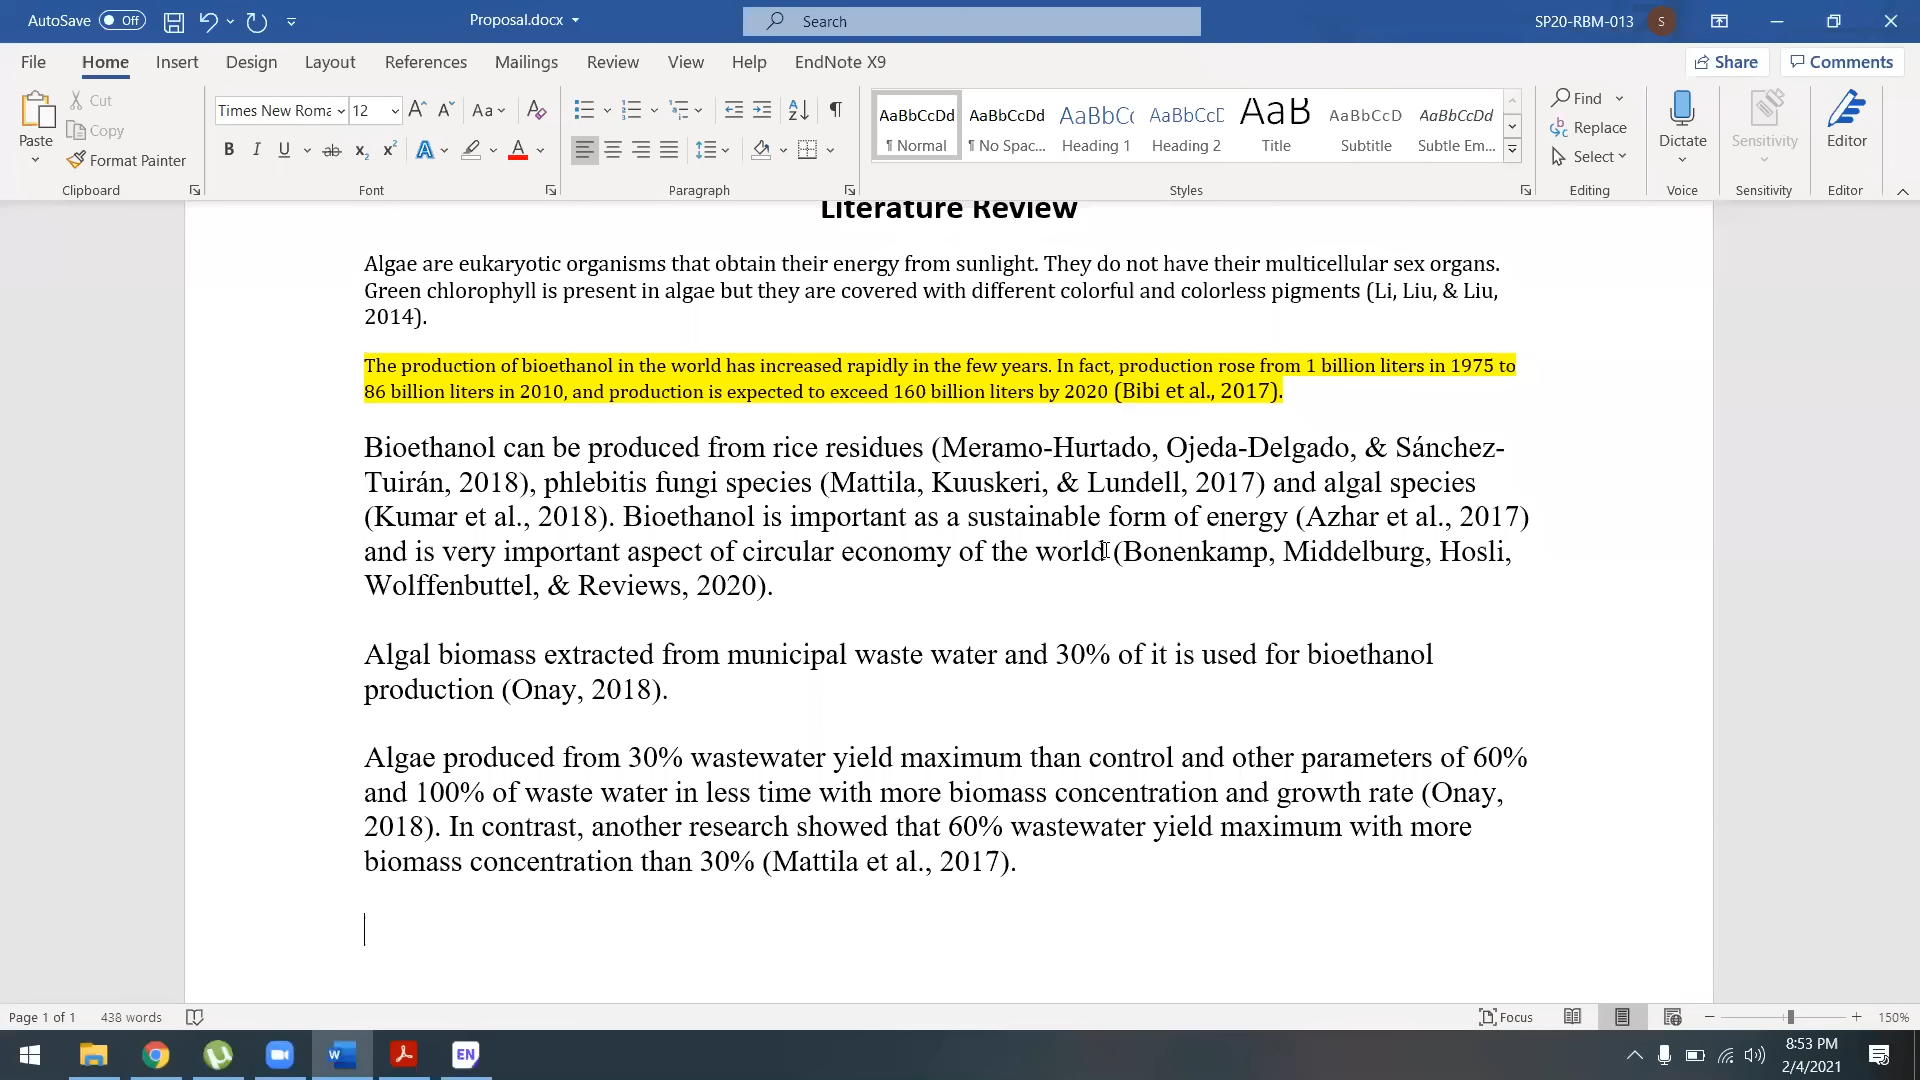 AutoSave Off Proposal.docx Search SP20-RBM-013 S
File Home Insert Design Layout References Mailings Review View Help EndNote X9 Share Comments
Paste Cut Copy Format Painter
Clipboard
Times New Roma 12 Aa
B I U ab x₂ x² A A
Font
Paragraph
AaBbCcDd AaBbCcDd AaBbCc AaBbCcD AaB AaBbCcD AaBbCcDd
¶ Normal ¶ No Spac... Heading 1 Heading 2 Title Subtitle Subtle Em...
Styles
Find
Replace
Select
Editing
Dictate
Voice
Sensitivity
Sensitivity
Editor
Editor
Literature Review
Algae are eukaryotic organisms that obtain their energy from sunlight. They do not have their multicellular sex organs.
Green chlorophyll is present in algae but they are covered with different colorful and colorless pigments (Li, Liu, & Liu,
2014).
The production of bioethanol in the world has increased rapidly in the few years. In fact, production rose from 1 billion liters in 1975 to
86 billion liters in 2010, and production is expected to exceed 160 billion liters by 2020 (Bibi et al., 2017).
Bioethanol can be produced from rice residues (Meramo-Hurtado, Ojeda-Delgado, & Sánchez-
Tuirán, 2018), phlebitis fungi species (Mattila, Kuuskeri, & Lundell, 2017) and algal species
(Kumar et al., 2018). Bioethanol is important as a sustainable form of energy (Azhar et al., 2017)
and is very important aspect of circular economy of the world (Bonenkamp, Middelburg, Hosli,
Wolffenbuttel, & Reviews, 2020).
Algal biomass extracted from municipal waste water and 30% of it is used for bioethanol
production (Onay, 2018).
Algae produced from 30% wastewater yield maximum than control and other parameters of 60%
and 100% of waste water in less time with more biomass concentration and growth rate (Onay,
2018). In contrast, another research showed that 60% wastewater yield maximum with more
biomass concentration than 30% (Mattila et al., 2017).
Page 1 of 1 438 words Focus 150%
EN 8:53 PM
2/4/2021